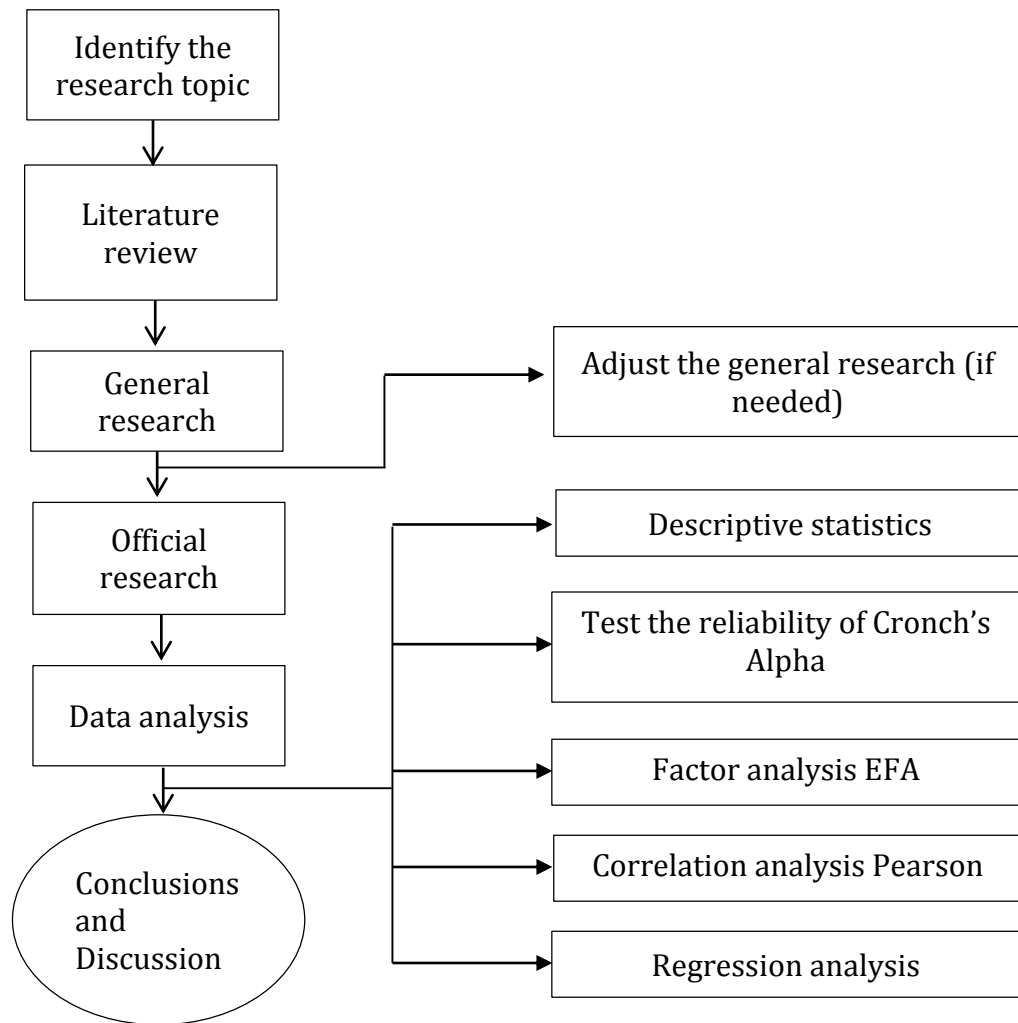 Identify the
research topic
Literature
review
General
research
Adjust the general research (if
needed)
Official
research
Descriptive statistics
Test the reliability of Cronch’s
Alpha
Data analysis
Factor analysis EFA
Correlation analysis Pearson
Conclusions
and
Discussion
Regression analysis